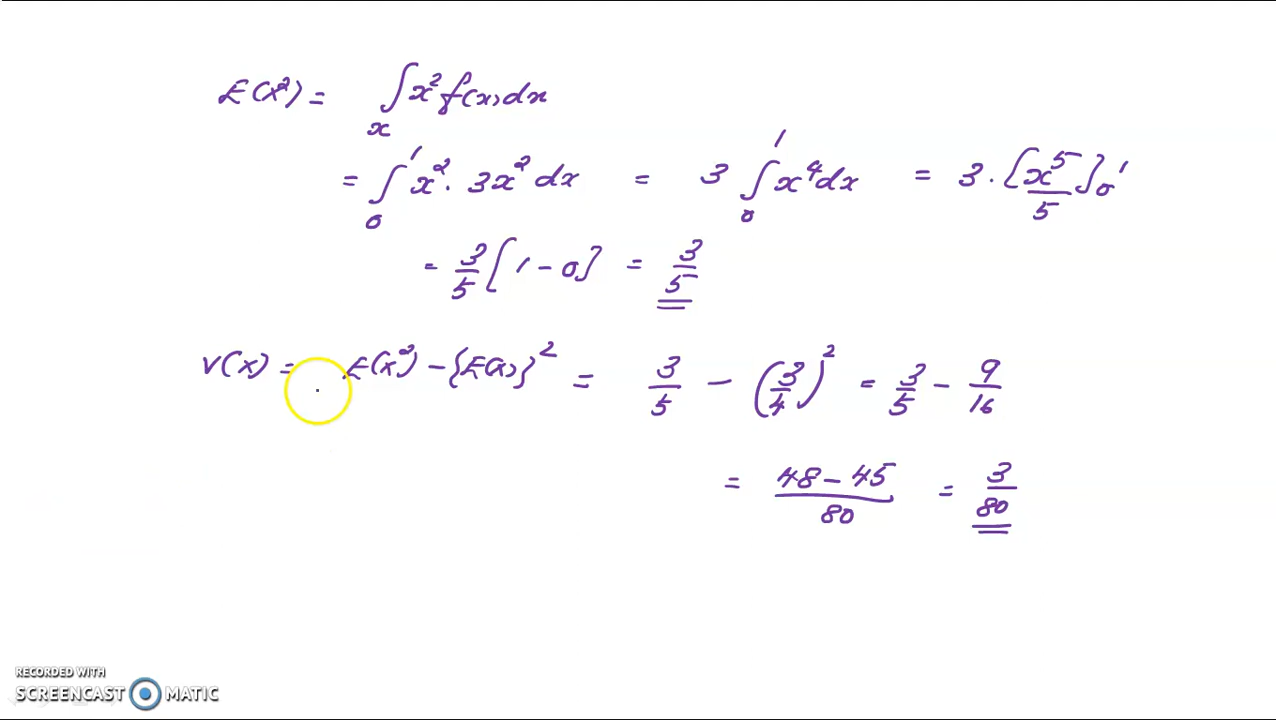 E(X²) = ∫ₓ x² f(x) dx
= ∫₀¹ x² · 3x² dx = 3 ∫₀¹ x⁴ dx = 3 · [x⁵/5]₀¹
= 3/5 [1 - 0] = 3/5
V(X) = E(X²) - {E(X)}² = 3/5 - (3/4)² = 3/5 - 9/16
= (48 - 45)/80 = 3/80
RECORDED WITH
SCREENCAST MATIC